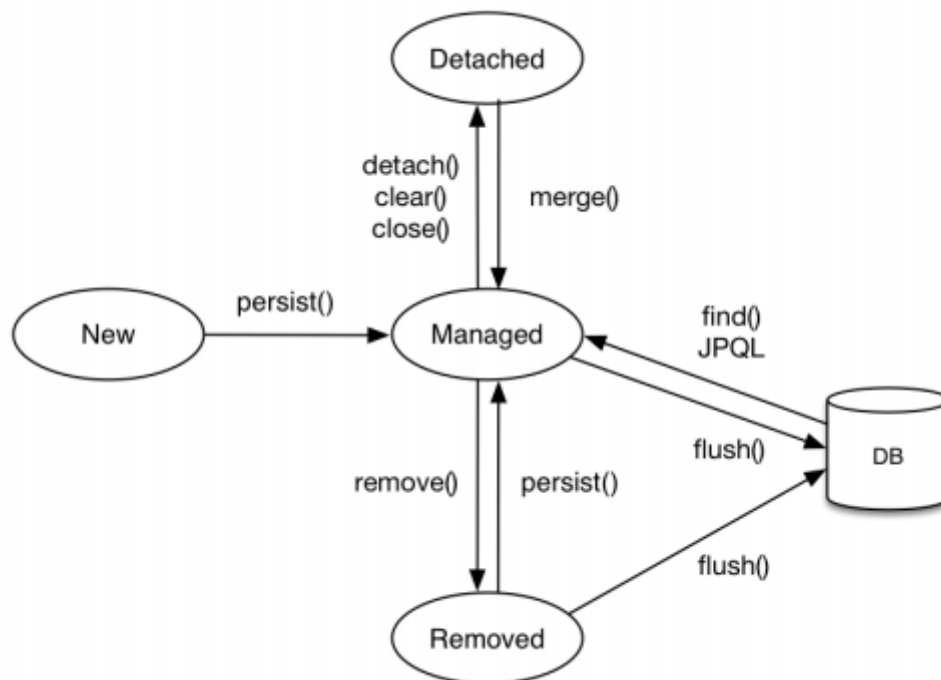 Detached
detach()
clear()
close()
merge()
persist()
New
Managed
find()
JPQL
flush()
DB
remove()
persist()
flush()
Removed